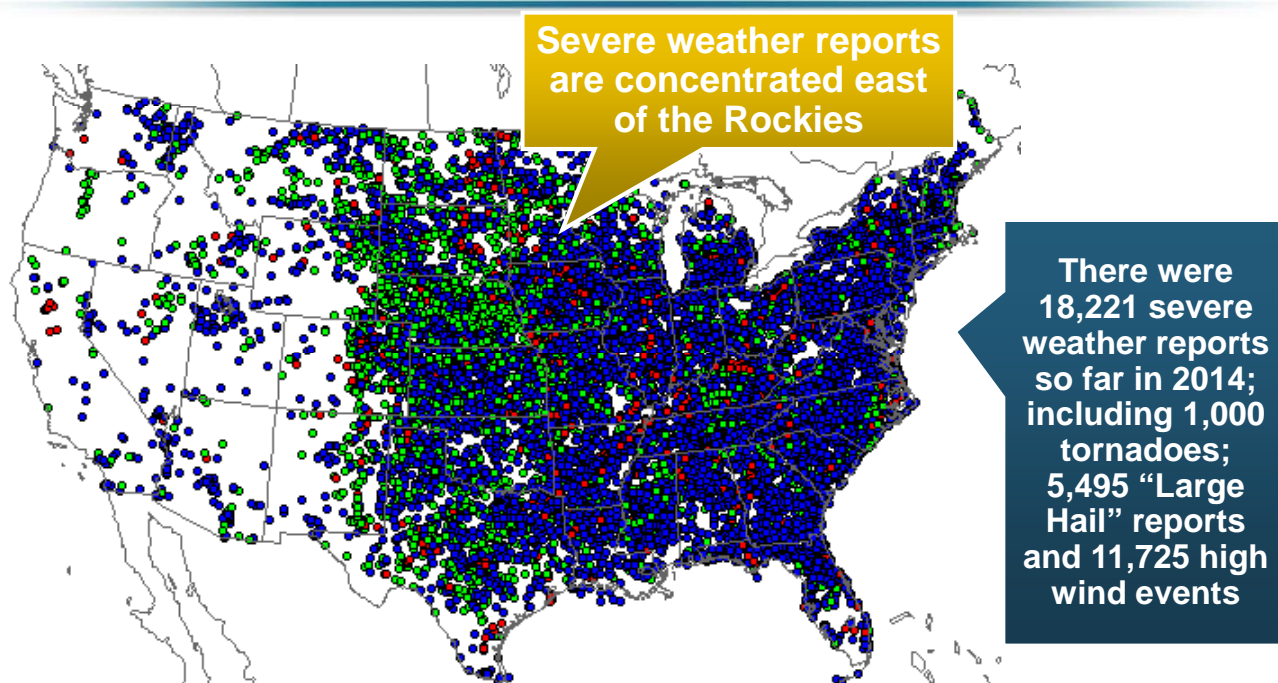 Severe weather reports
are concentrated east
of the Rockies
There were
18,221 severe
weather reports
so far in 2014;
including 1,000
tornadoes;
5,495 “Large
Hail” reports
and 11,725 high
wind events